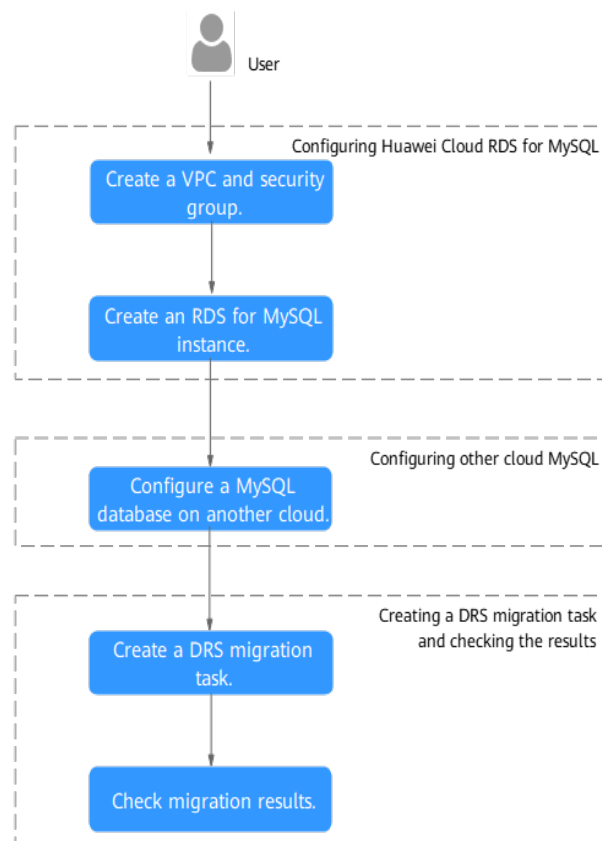 User
Configuring Huawei Cloud RDS for MySQL
Create a VPC and security
group.
Create an RDS for MySQL
instance.
Configuring other cloud MySQL
Configure a MySQL
database on another cloud.
Creating a DRS migration task
and checking the results
Create a DRS migration
task.
Check migration results.